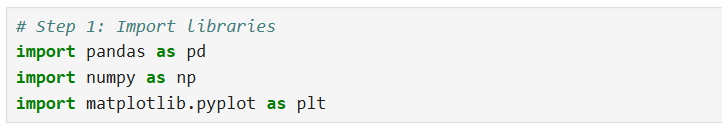 # Step 1: Import libraries
import pandas as pd
import numpy as np
import matplotlib.pyplot as plt